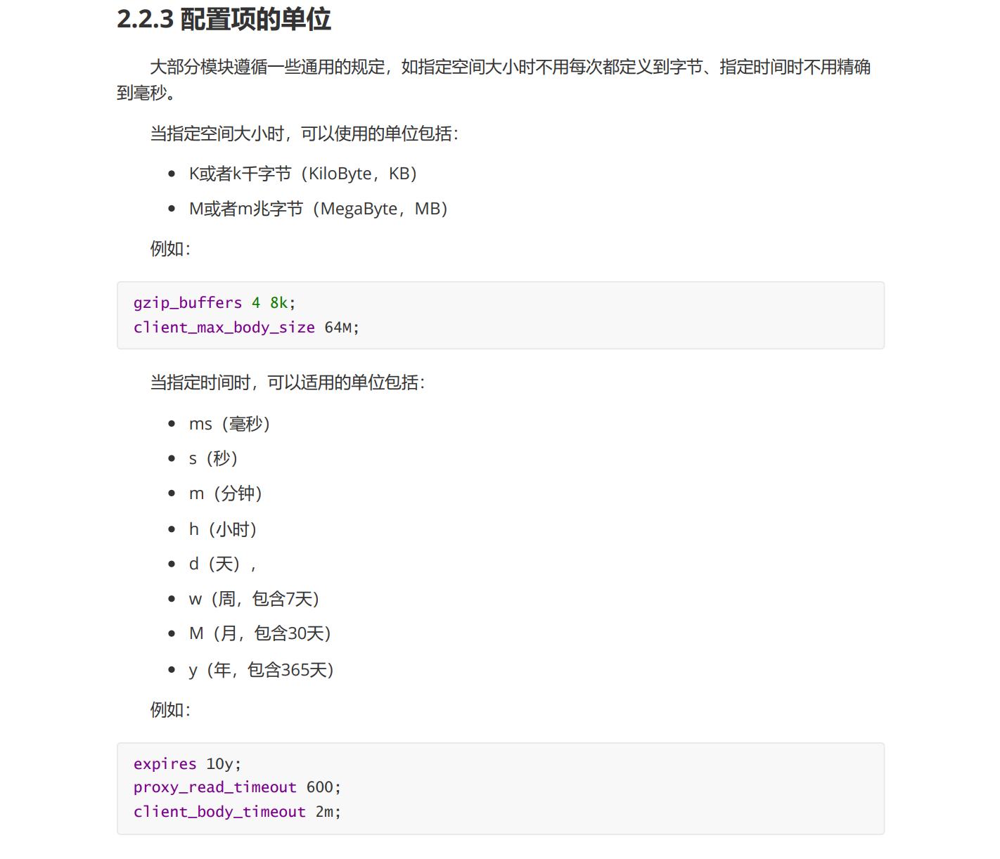 2.2.3 配置项的单位
大部分模块遵循一些通用的规定，如指定空间大小时不用每次都定义到字节、指定时间时不用精确
到毫秒。
当指定空间大小时，可以使用的单位包括：
• K或者k千字节（KiloByte，KB）
• M或者m兆字节（MegaByte，MB）
例如：
gzip_buffers 4 8k;
client_max_body_size 64M;
当指定时间时，可以适用的单位包括：
• ms（毫秒）
• s（秒）
• m（分钟）
• h（小时）
• d（天），
• w（周，包含7天）
• M（月，包含30天）
• y（年，包含365天）
例如：
expires 10y;
proxy_read_timeout 600;
client_body_timeout 2m;